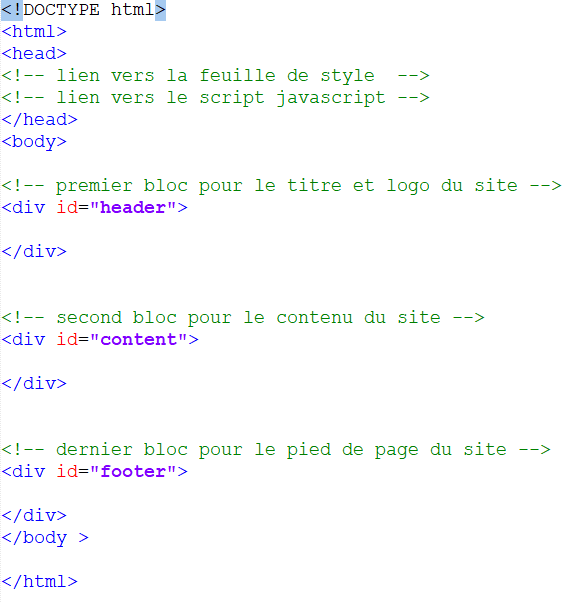 <!DOCTYPE html>
<html>
<head>
<!-- lien vers la feuille de style  -->
<!-- lien vers le script javascript -->
</head>
<body>
<!-- premier bloc pour le titre et logo du site -->
<div id="header">
</div>
<!-- second bloc pour le contenu du site -->
<div id="content">
</div>
<!-- dernier bloc pour le pied de page du site -->
<div id="footer">
</div>
</body >
</html>